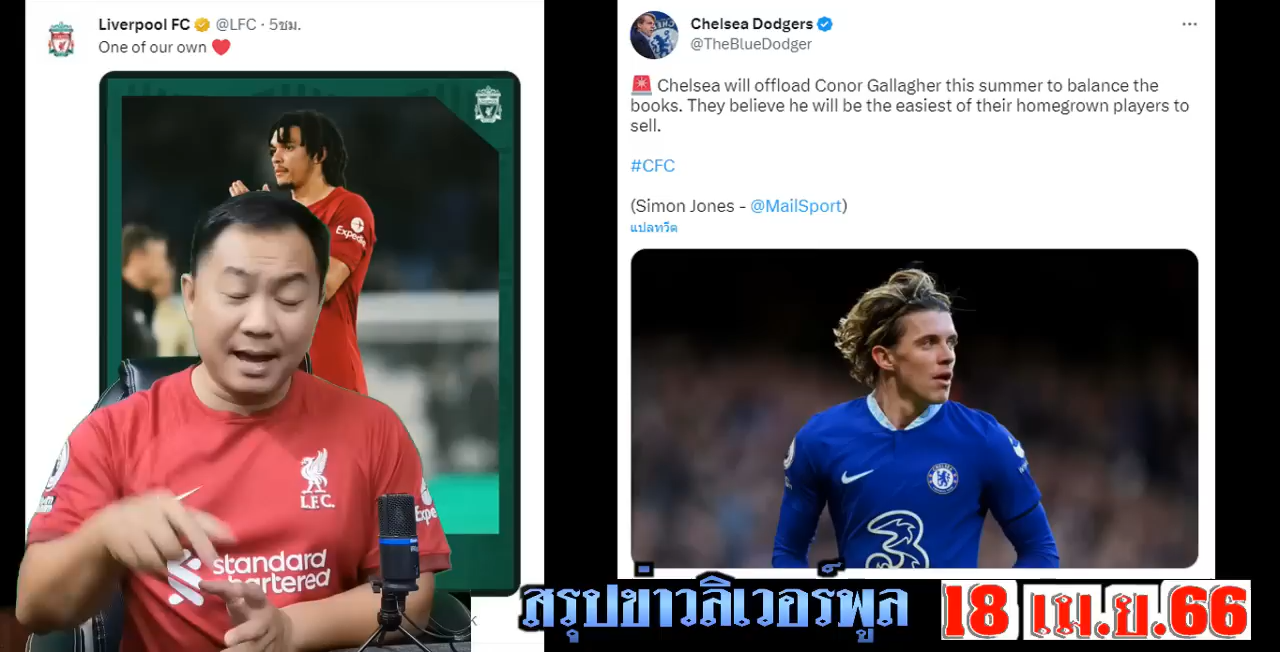 Liverpool FC @LFC · 5ชม.
One of our own
Expedia
L.F.C.
standard
chartered
Expe
Chelsea Dodgers
@TheBlueDodger
Chelsea will offload Conor Gallagher this summer to balance the
books. They believe he will be the easiest of their homegrown players to
sell.
#CFC
(Simon Jones - @MailSport)
แปลทวีต
3
สรุปข่าวลิเวอร์พูล
18 เม.ย.66